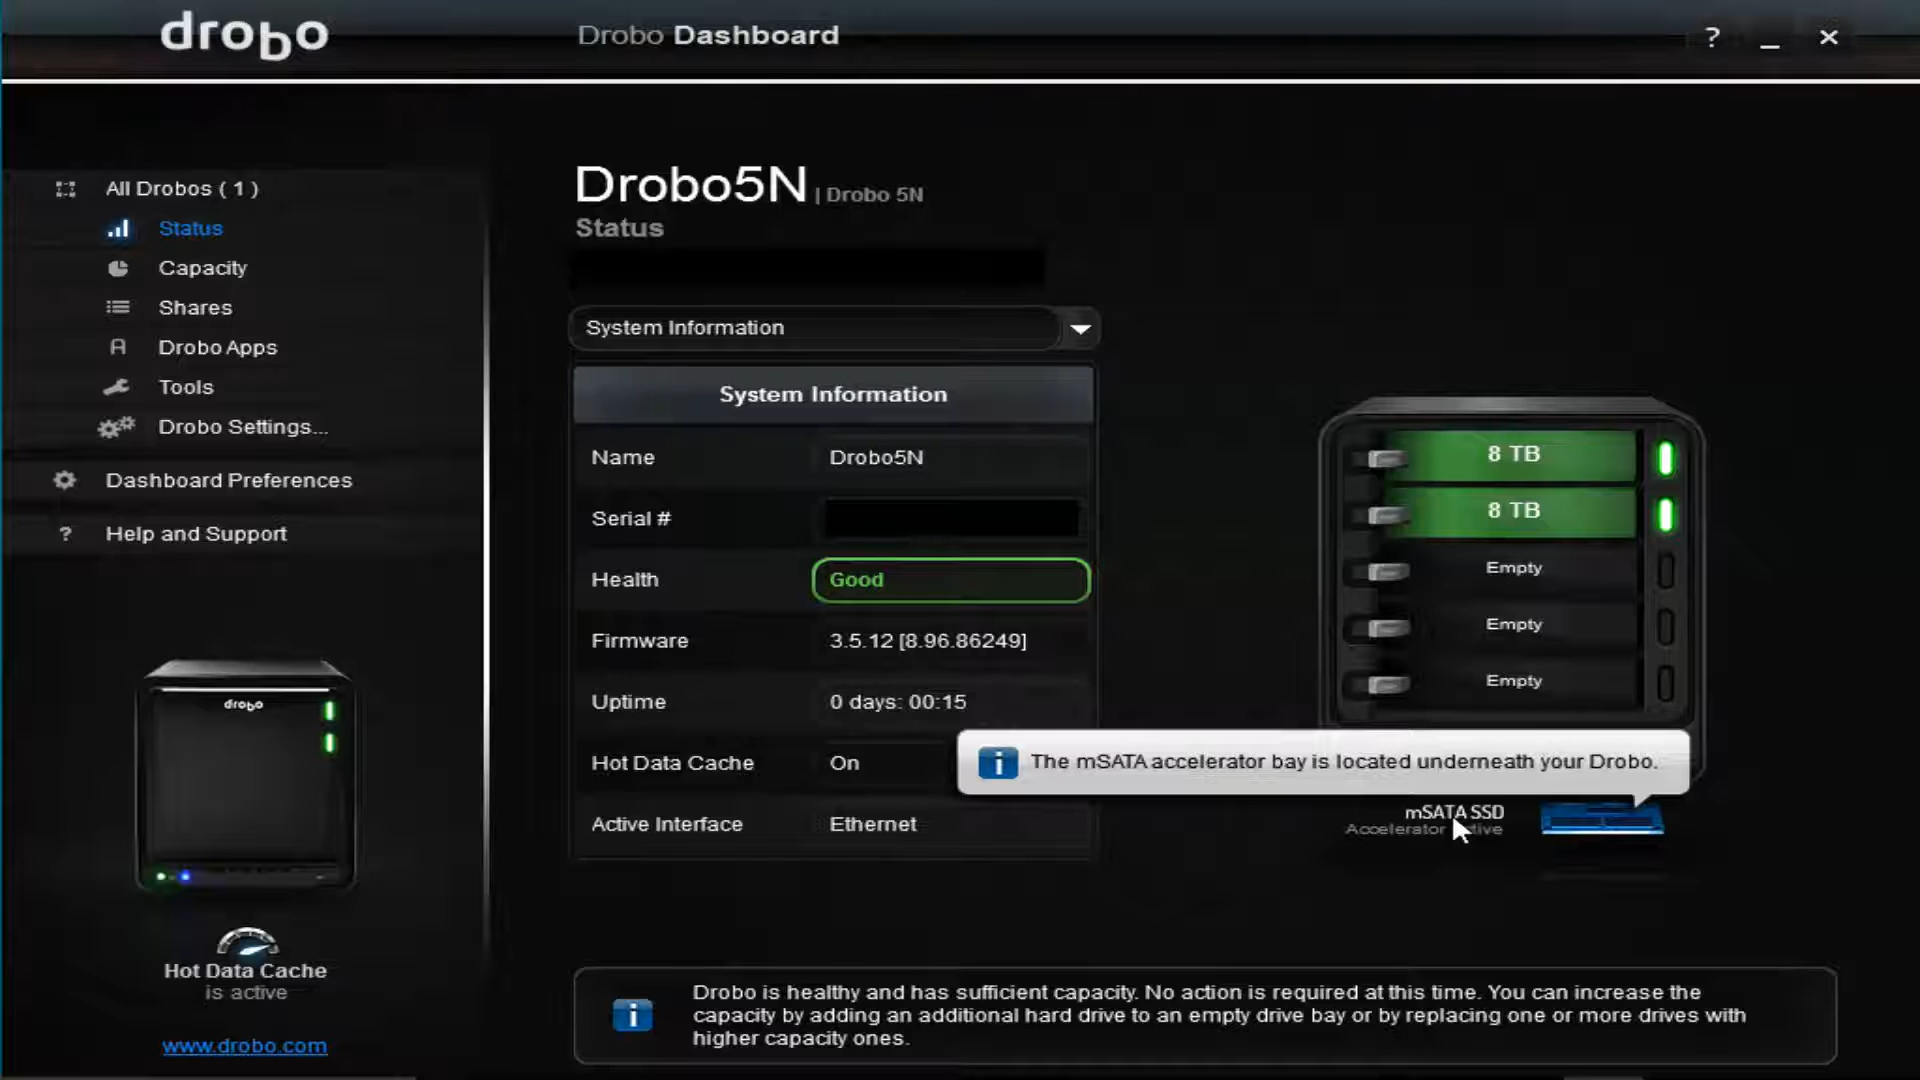 drobo
Drobo Dashboard
? _ ×
All Drobos ( 1 )
Status
Capacity
Shares
Drobo Apps
Tools
Drobo Settings...
Dashboard Preferences
? Help and Support
drobo
Hot Data Cache
is active
www.drobo.com
Drobo5N | Drobo 5N
Status
System Information
System Information
Name Drobo5N
Serial #
Health Good
Firmware 3.5.12 [8.96.86249]
Uptime 0 days: 00:15
Hot Data Cache On
Active Interface Ethernet
8 TB
8 TB
Empty
Empty
Empty
The mSATA accelerator bay is located underneath your Drobo.
mSATA SSD
Accelerator
Drobo is healthy and has sufficient capacity. No action is required at this time. You can increase the
capacity by adding an additional hard drive to an empty drive bay or by replacing one or more drives with
higher capacity ones.